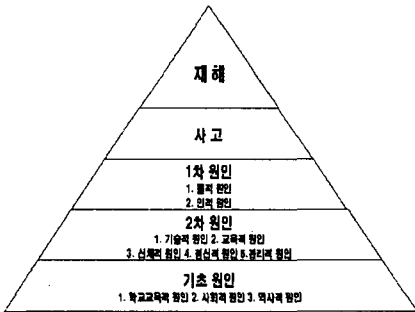 재해
사고
1차 원인
1. 물적 원인
2. 인적 원인
2차 원인
1. 기술적 원인 2. 교육적 원인
3. 신체적 원인 4. 정신적 원인 5.관리적 원인
기초 원인
1. 학교교육적 원인 2. 사회적 원인 3. 역사적 원인